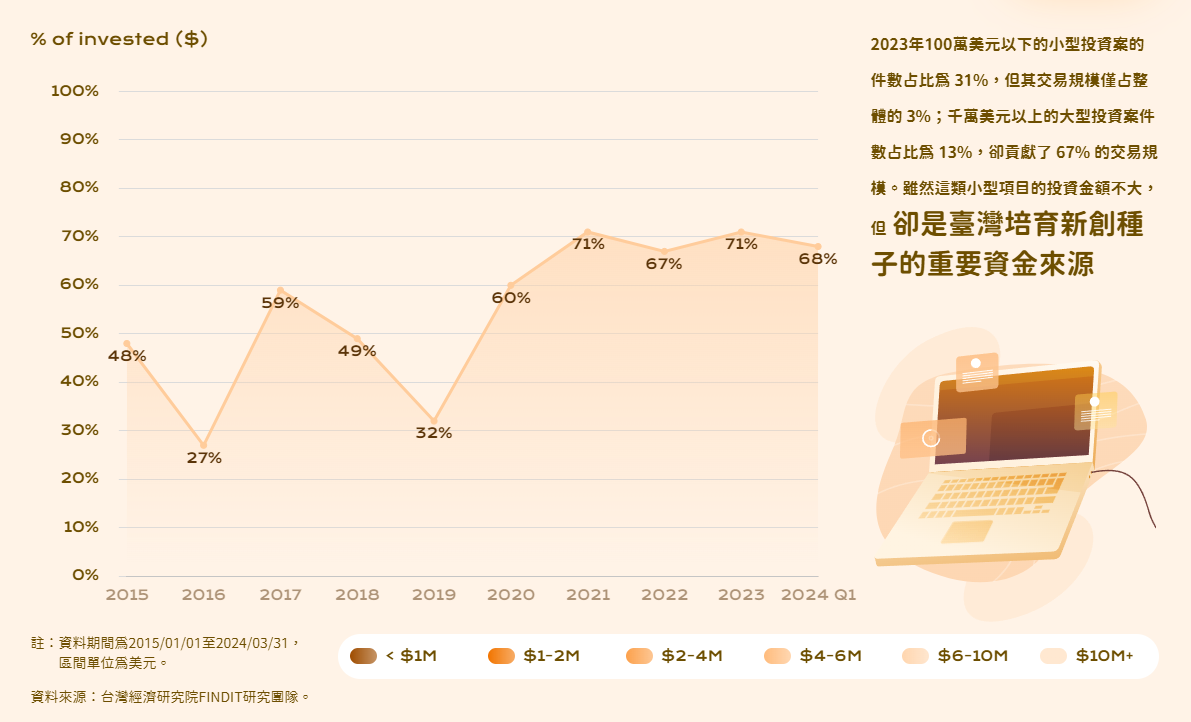 % of invested ($)
100%
90%
80%
70%
60%
50%
40%
30%
20%
10%
0%
48%
27%
59%
49%
32%
60%
71%
67%
71%
68%
2015
2016
2017
2018
2019
2020
2021
2022
2023
2024 Q1
2023年100萬美元以下的小型投資案的
件數占比為 31%，但其交易規模僅占整
體的 3%；千萬美元以上的大型投資案件
數占比為 13%，卻貢獻了 67% 的交易規
模。雖然這類小型項目的投資金額不大，
但 卻是臺灣培育新創種
子的重要資金來源
註：資料期間為2015/01/01至2024/03/31，
區間單位為美元。
資料來源：台灣經濟研究院FINDIT研究團隊。
< $1M
$1-2M
$2-4M
$4-6M
$6-10M
$10M+